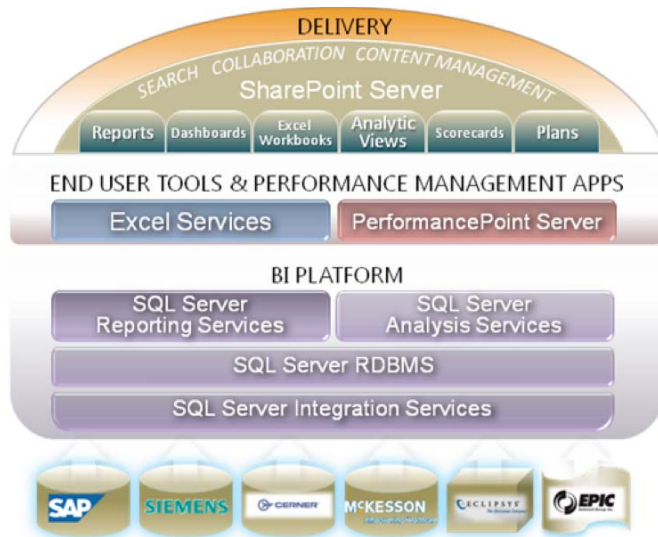 DELIVERY
SEARCH COLLABORATION CONTENT MANAGEMENT
SharePoint Server
Reports
Dashboards
Excel
Workbooks
Analytic
Views
Scorecards
Plans
END USER TOOLS & PERFORMANCE MANAGEMENT APPS
Excel Services
PerformancePoint Server
BI PLATFORM
SQL Server
Reporting Services
SQL Server
Analysis Services
SQL Server RDBMS
SQL Server Integration Services
SAP
SIEMENS
CERNER
McKESSON
Empowering Healthcare
ECLIPSYS
EPIC